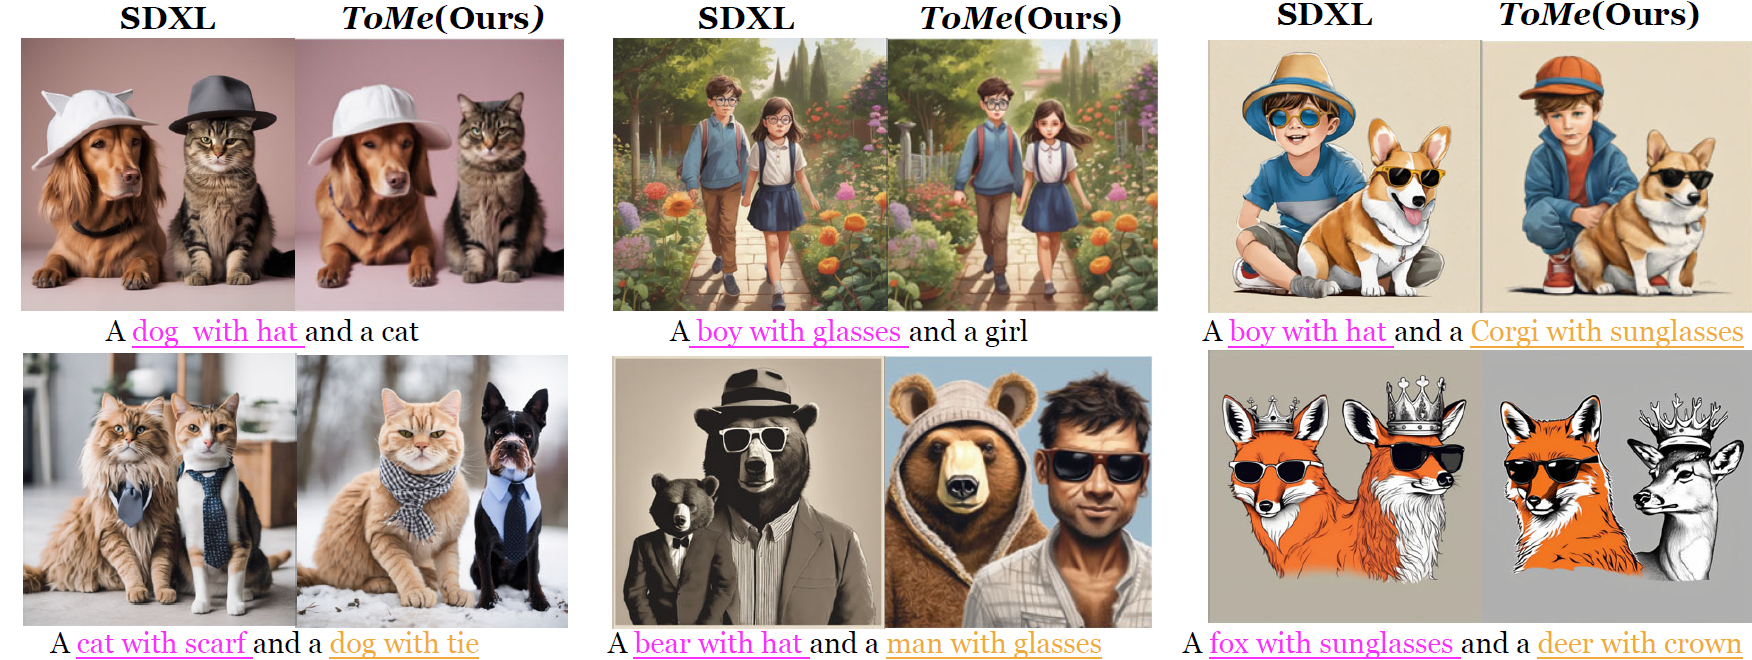 SDXL ToMe(Ours) SDXL ToMe(Ours) SDXL ToMe(Ours)
A dog with hat and a cat
A boy with glasses and a girl
A boy with hat and a Corgi with sunglasses
A cat with scarf and a dog with tie
A bear with hat and a man with glasses
A fox with sunglasses and a deer with crown